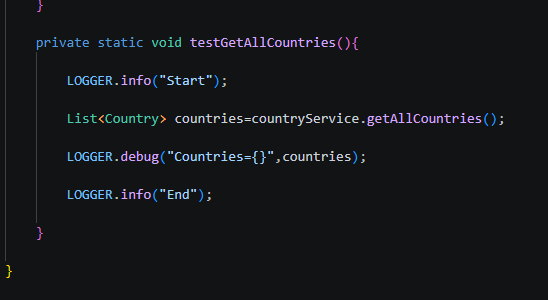 }
private static void testGetAllCountries(){
LOGGER.info("Start");
List<Country> countries=countryService.getAllCountries();
LOGGER.debug("Countries={}",countries);
LOGGER.info("End");
}
}